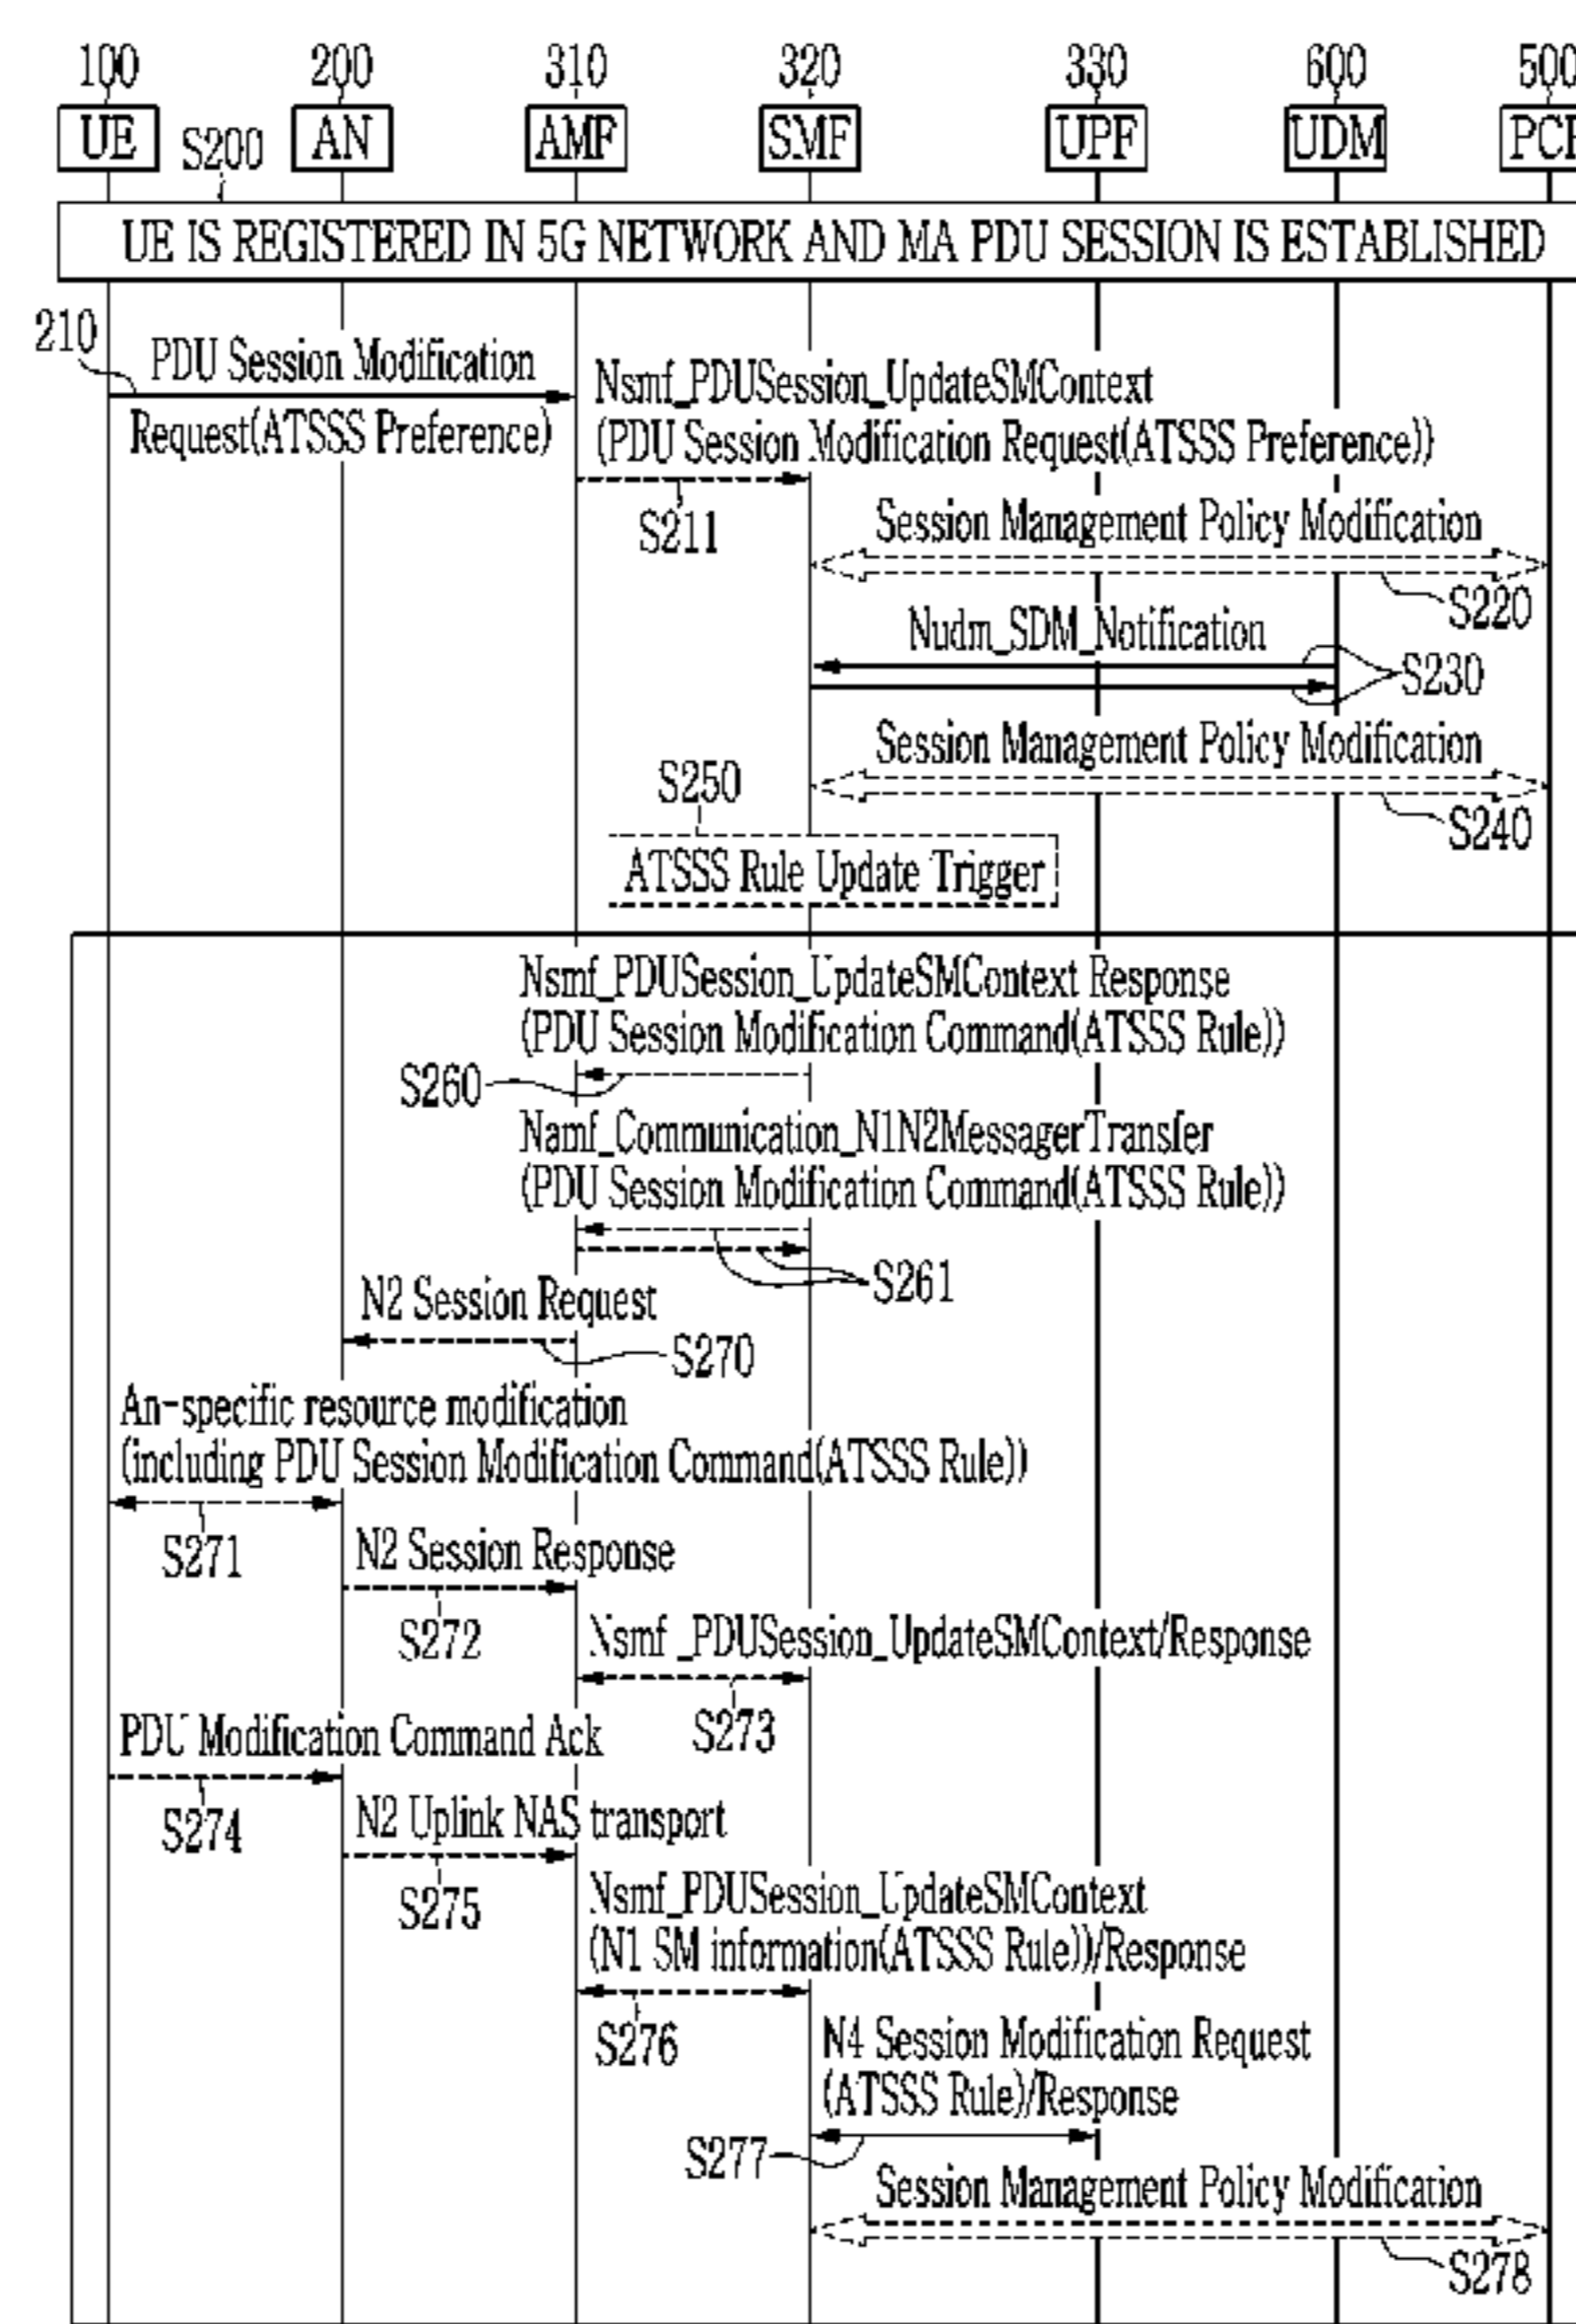 100 200 310 320 330 600 500
UE S200 AN AMF SMF UPF UDM
UE IS REGISTERED IN 5G NETWORK AND MA PDU SESSION IS ESTABLISHED
210
PDU Session Modification
Request(ATSSS Preference)
Nsmf_PDUSession_UpdateSMContext
(PDU Session Modification Request(ATSSS Preference))
S211
Session Management Policy Modification
S220
Nudm_SDM_Notification
S230
Session Management Policy Modification
S240
S250
ATSSS Rule Update Trigger
Nsmf_PDUSession_UpdateSMContext Response
(PDU Session Modification Command(ATSSS Rule))
S260
Namf_Communication_N1N2MessagerTransfer
(PDU Session Modification Command(ATSSS Rule))
S261
N2 Session Request
S270
An-specific resource modification
(including PDU Session Modification Command(ATSSS Rule))
S271
N2 Session Response
S272
Nsmf _PDUSession_UpdateSMContext/Response
S273
PDU Modification Command Ack
S274
N2 Uplink NAS transport
S275
Nsmf_PDUSession_UpdateSMContext
(N1 SM information(ATSSS Rule))/Response
S276
N4 Session Modification Request
(ATSSS Rule)/Response
S277
Session Management Policy Modification
S278